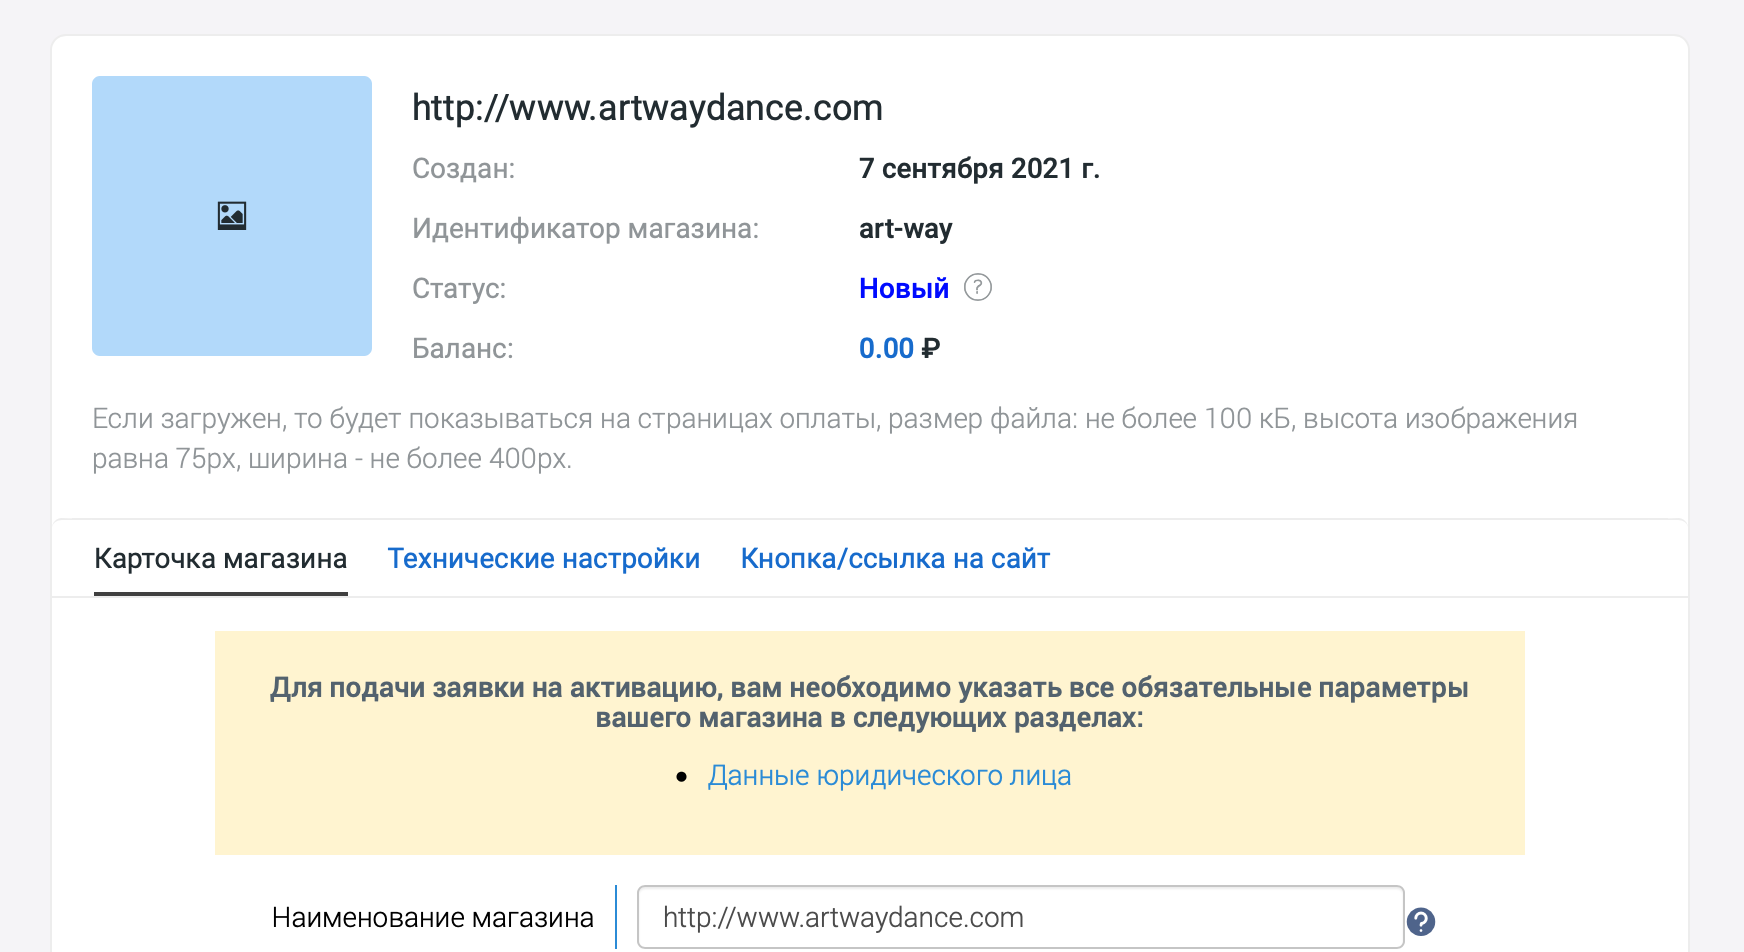 http://www.artwaydance.com
Создан: 7 сентября 2021 г.
Идентификатор магазина: art-way
Статус: Новый ?
Баланс: 0.00 ₽
Если загружен, то будет показываться на страницах оплаты, размер файла: не более 100 кБ, высота изображения
равна 75px, ширина - не более 400px.
Карточка магазина Технические настройки Кнопка/ссылка на сайт
Для подачи заявки на активацию, вам необходимо указать все обязательные параметры
вашего магазина в следующих разделах:
• Данные юридического лица
Наименование магазина http://www.artwaydance.com ?